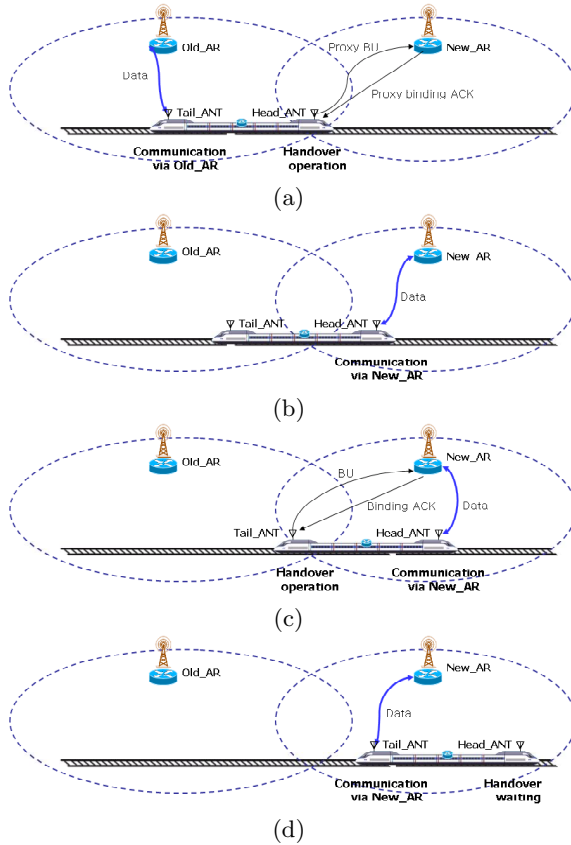 Old_AR
New_AR
Proxy BU
Data
Proxy binding ACK
Tail_ANT
Head_ANT
Communication
via Old_AR
Handover
operation
(a)
Old_AR
New_AR
Data
Tail_ANT
Head_ANT
Communication
via New_AR
(b)
Old_AR
New_AR
BU
Binding ACK
Data
Tail_ANT
Head_ANT
Handover
operation
Communication
via New_AR
(c)
Old_AR
New_AR
Data
Tail_ANT
Head_ANT
Communication
via New_AR
Handover
waiting
(d)